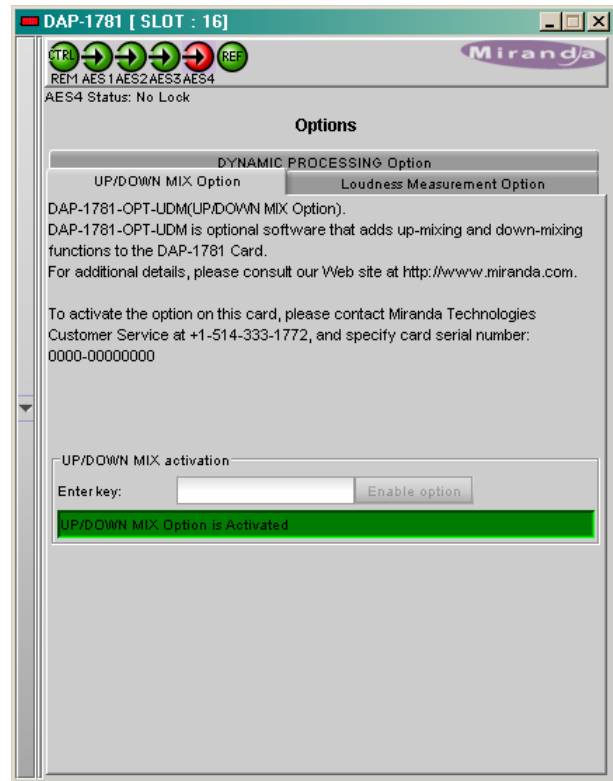 DAP-1781 [ SLOT : 16]
CTRL REF Miranda
REM AES1 AES2 AES3 AES4
AES4 Status: No Lock
Options
DYNAMIC PROCESSING Option
UP/DOWN MIX Option Loudness Measurement Option
DAP-1781-OPT-UDM(UP/DOWN MIX Option).
DAP-1781-OPT-UDM is optional software that adds up-mixing and down-mixing
functions to the DAP-1781 Card.
For additional details, please consult our Web site at http://www.miranda.com.
To activate the option on this card, please contact Miranda Technologies
Customer Service at +1-514-333-1772, and specify card serial number:
0000-00000000
UP/DOWN MIX activation
Enter key: Enable option
UP/DOWN MIX Option is Activated